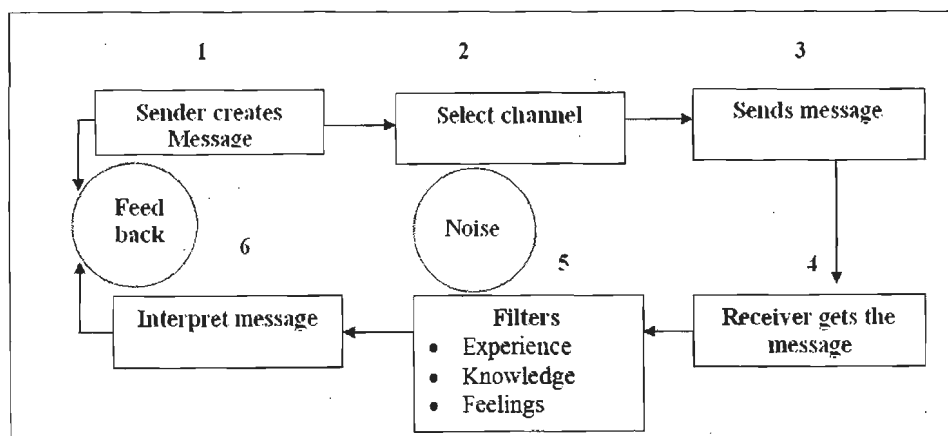 1
2
3
Sender creates
Message
Select channel
Sends message
Feed
back
Noise
6
5
4
Interpret message
Filters
• Experience
• Knowledge
• Feelings
Receiver gets the
message